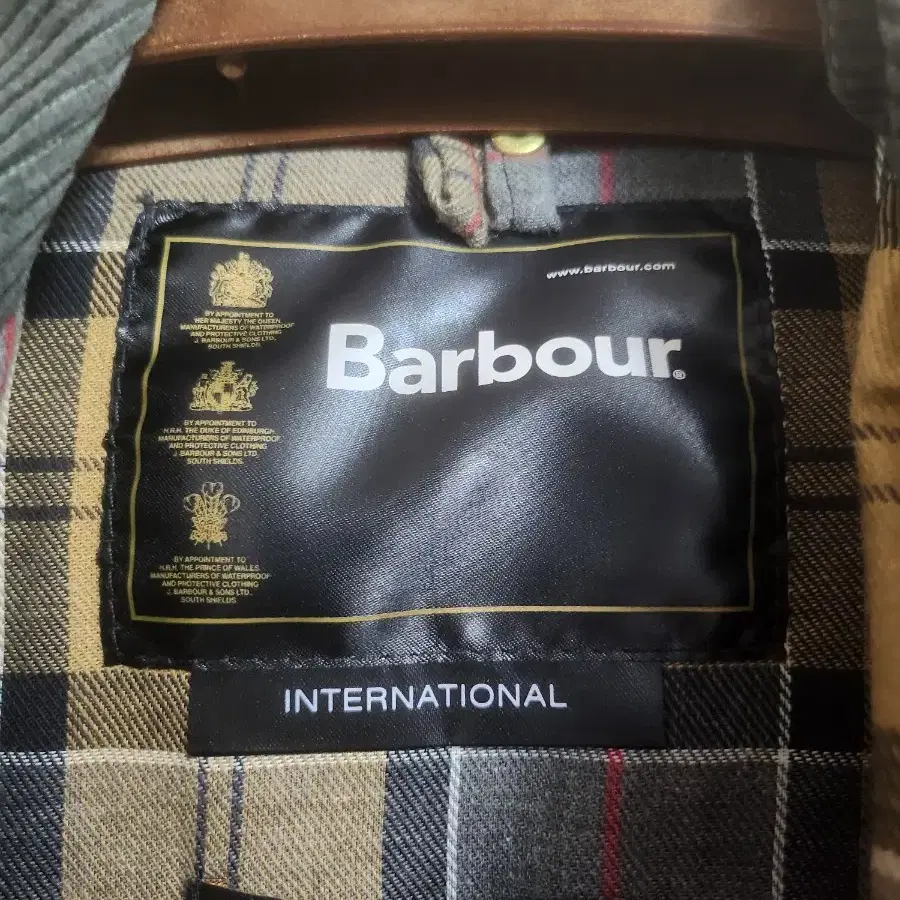 www.barbour.com
Barbour®
BY APPOINTMENT TO
HER MAJESTY THE QUEEN
MANUFACTURERS OF WATERPROOF
AND PROTECTIVE CLOTHING
J. BARBOUR & SONS LTD.,
SOUTH SHIELDS.
BY APPOINTMENT TO
H.R.H. THE DUKE OF EDINBURGH
MANUFACTURERS OF WATERPROOF
AND PROTECTIVE CLOTHING
J. BARBOUR & SONS LTD.
SOUTH SHIELDS.
BY APPOINTMENT TO
H.R.H. THE PRINCE OF WALES,
MANUFACTURERS OF WATERPROOF
AND PROTECTIVE CLOTHING
J. BARBOUR & SONS LTD.,
SOUTH SHIELDS.
INTERNATIONAL